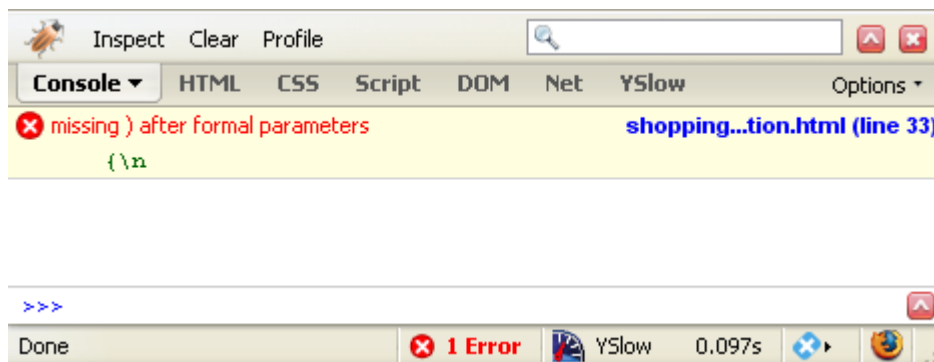 Inspect Clear Profile
Console HTML CSS Script DOM Net YSlow Options
missing ) after formal parameters shopping...tion.html (line 33)
{\n
>>>
Done 1 Error YSlow 0.097s